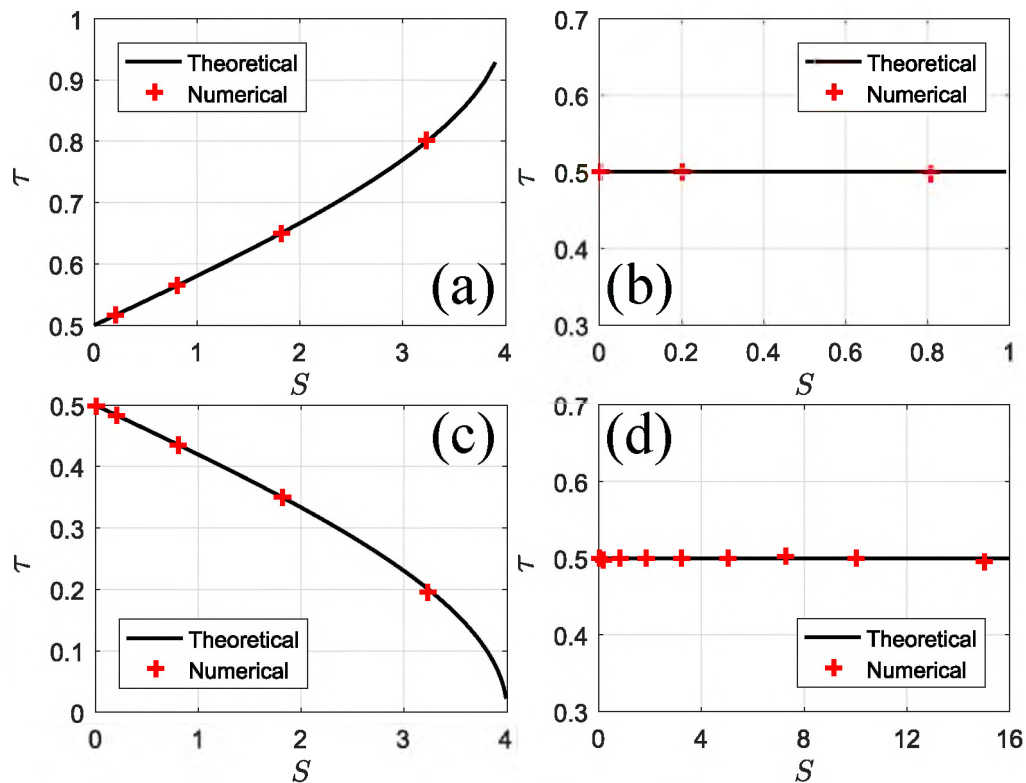 1
0.9
0.8
0.7
0.6
0.5
τ
Theoretical
Numerical
(a)
0 1 2 3 4
S
0.7
0.6
0.5
0.4
0.3
τ
Theoretical
Numerical
(b)
0 0.2 0.4 0.6 0.8 1
S
0.5
0.4
0.3
0.2
0.1
0
τ
(c)
Theoretical
Numerical
0 1 2 3 4
S
0.7
0.6
0.5
0.4
0.3
τ
(d)
Theoretical
Numerical
0 4 8 12 16
S